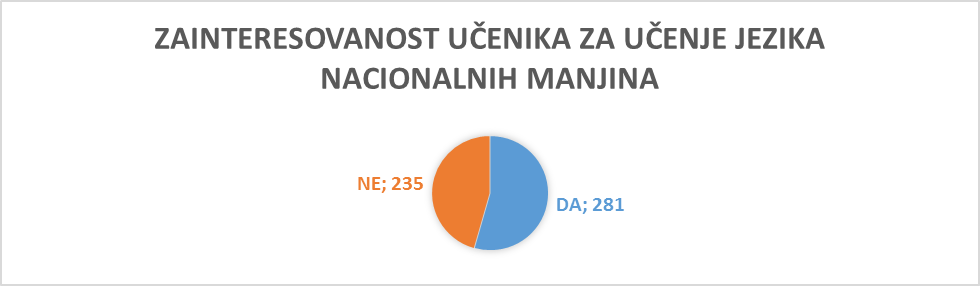 ZAINTERESOVANOST UČENIKA ZA UČENJE JEZIKA
NACIONALNIH MANJINA
NE; 235
DA; 281